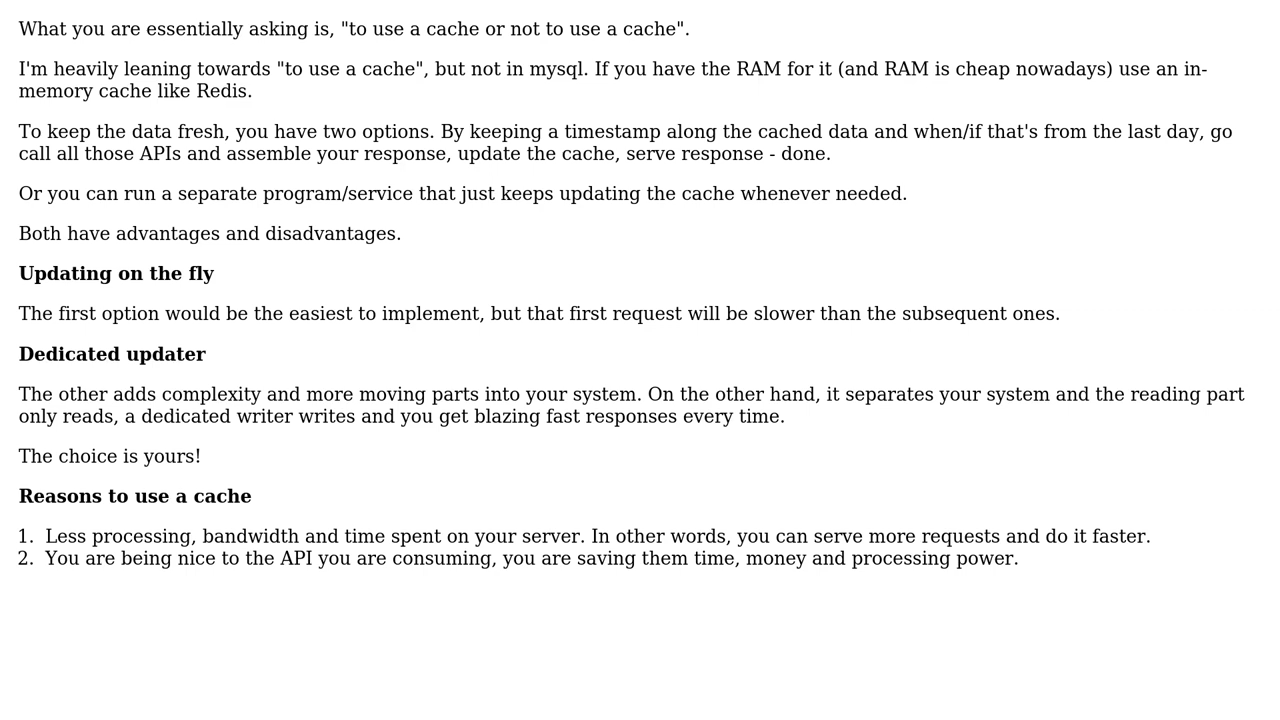 What you are essentially asking is, "to use a cache or not to use a cache".
I'm heavily leaning towards "to use a cache", but not in mysql. If you have the RAM for it (and RAM is cheap nowadays) use an in-
memory cache like Redis.
To keep the data fresh, you have two options. By keeping a timestamp along the cached data and when/if that's from the last day, go
call all those APIs and assemble your response, update the cache, serve response - done.
Or you can run a separate program/service that just keeps updating the cache whenever needed.
Both have advantages and disadvantages.
Updating on the fly
The first option would be the easiest to implement, but that first request will be slower than the subsequent ones.
Dedicated updater
The other adds complexity and more moving parts into your system. On the other hand, it separates your system and the reading part
only reads, a dedicated writer writes and you get blazing fast responses every time.
The choice is yours!
Reasons to use a cache
1. Less processing, bandwidth and time spent on your server. In other words, you can serve more requests and do it faster.
2. You are being nice to the API you are consuming, you are saving them time, money and processing power.